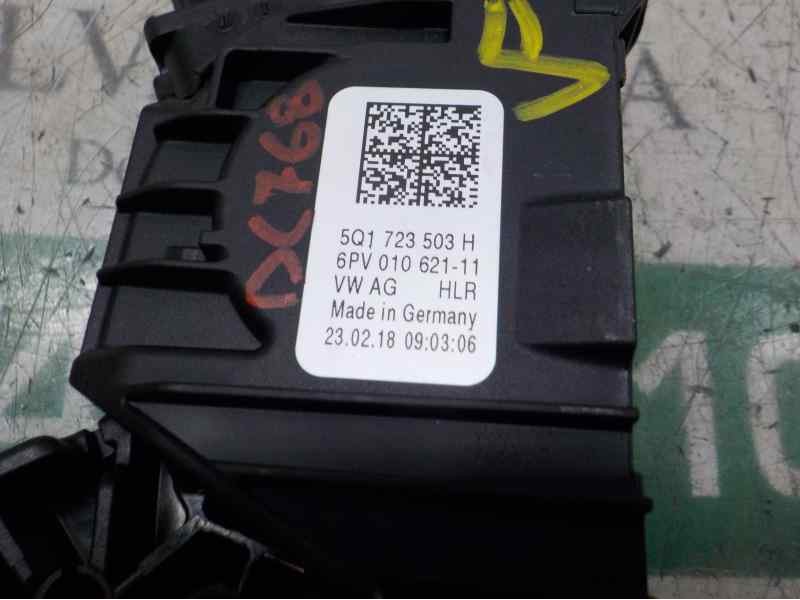 DC768
5Q1 723 503 H
6PV 010 621-11
VW AG HLR
Made in Germany
23.02.18 09:03:06
10